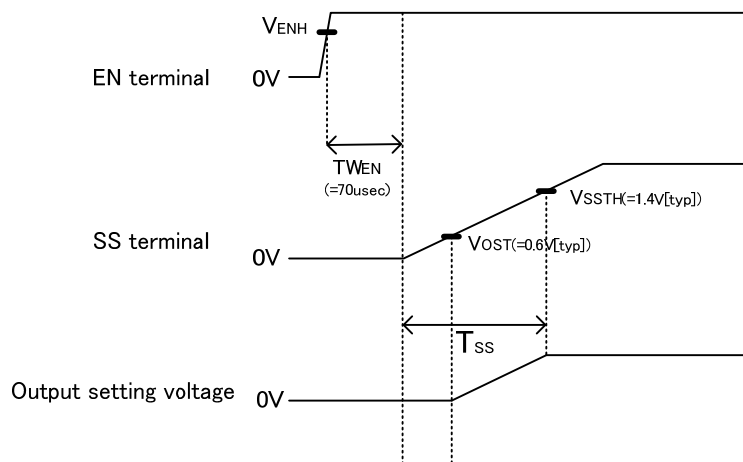 VENH
EN terminal
0V
TWEN
(=70usec)
VSSTH(=1.4V[typ])
SS terminal
VOST(=0.6V[typ])
0V
TSS
Output setting voltage
0V